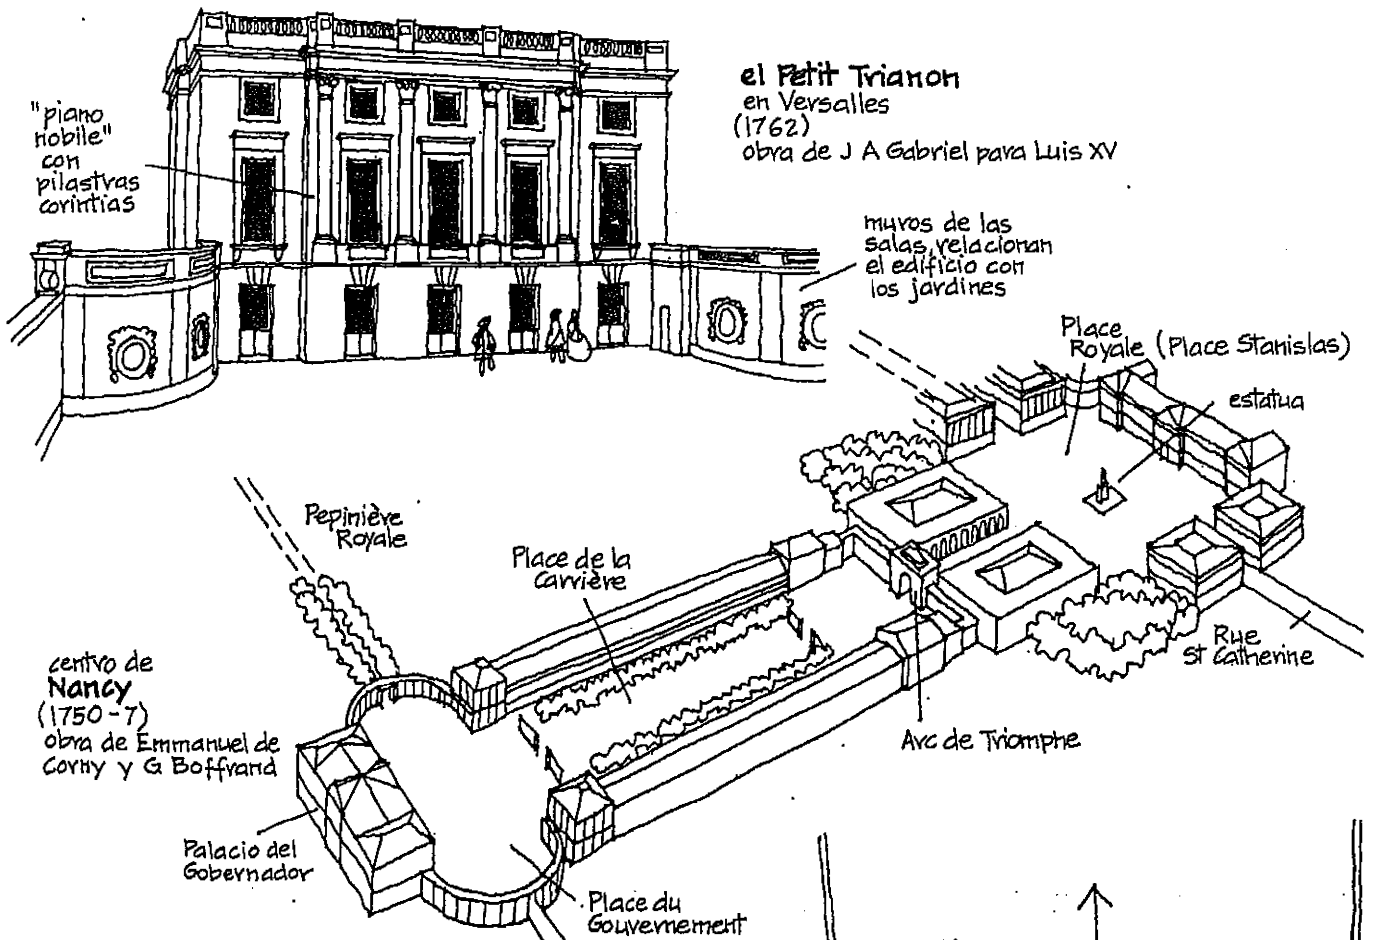 el Petit Trianon
en Versalles
(1762)
obra de J A Gabriel para Luis XV
"piano
nobile"
con
pilastras
corintias
muros de las
salas, relacionan
el edificio con
los jardines
Place
Royale (Place Stanislas)
estatua
Pepinière
Royale
Place de la
Carrière
centro de
Nancy
(1750-7)
obra de Emmanuel de
Corny y G Boffrand
Rue
St Catherine
Arc de Triomphe
Palacio del
Gobernador
Place du
Gouvernement